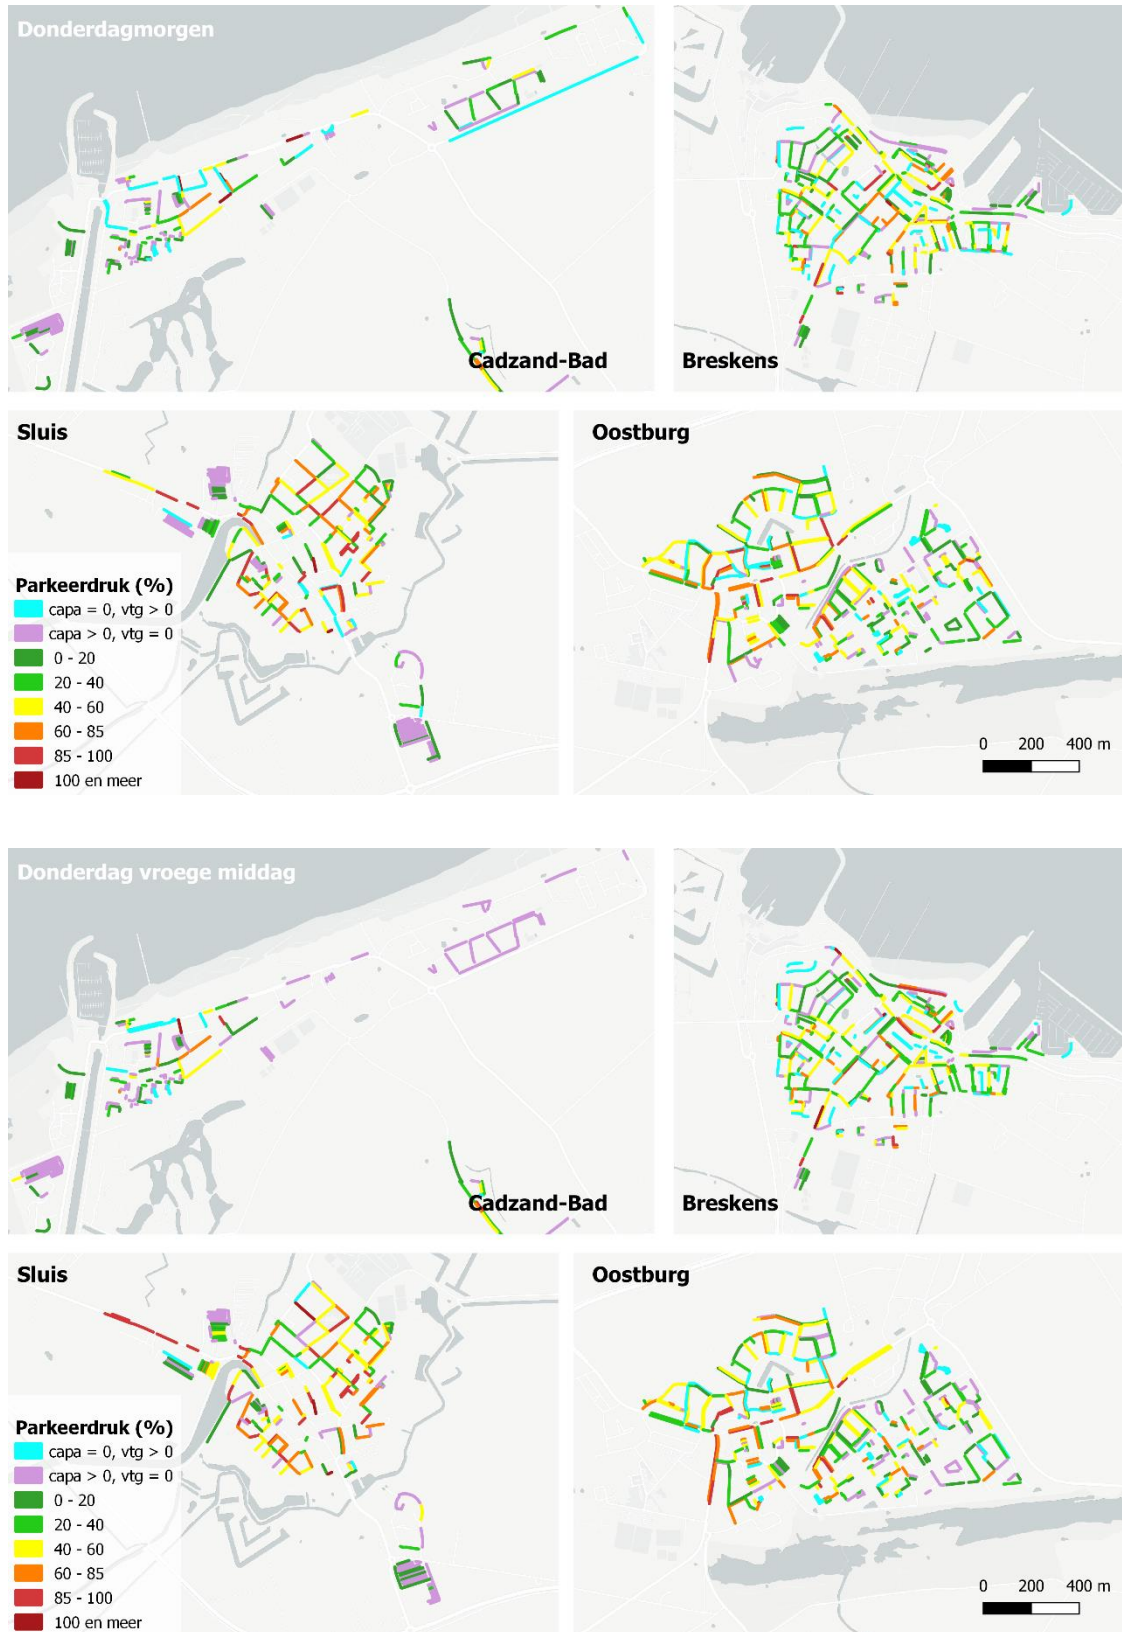 Donderdagmorgen
Cadzand-Bad
Breskens
Sluis
Oostburg
Parkeerdruk (%)
capa = 0, vtg > 0
capa > 0, vtg = 0
0 - 20
20 - 40
40 - 60
60 - 85
85 - 100
100 en meer
0 200 400 m
Donderdag vroege middag
Cadzand-Bad
Breskens
Sluis
Oostburg
Parkeerdruk (%)
capa = 0, vtg > 0
capa > 0, vtg = 0
0 - 20
20 - 40
40 - 60
60 - 85
85 - 100
100 en meer
0 200 400 m